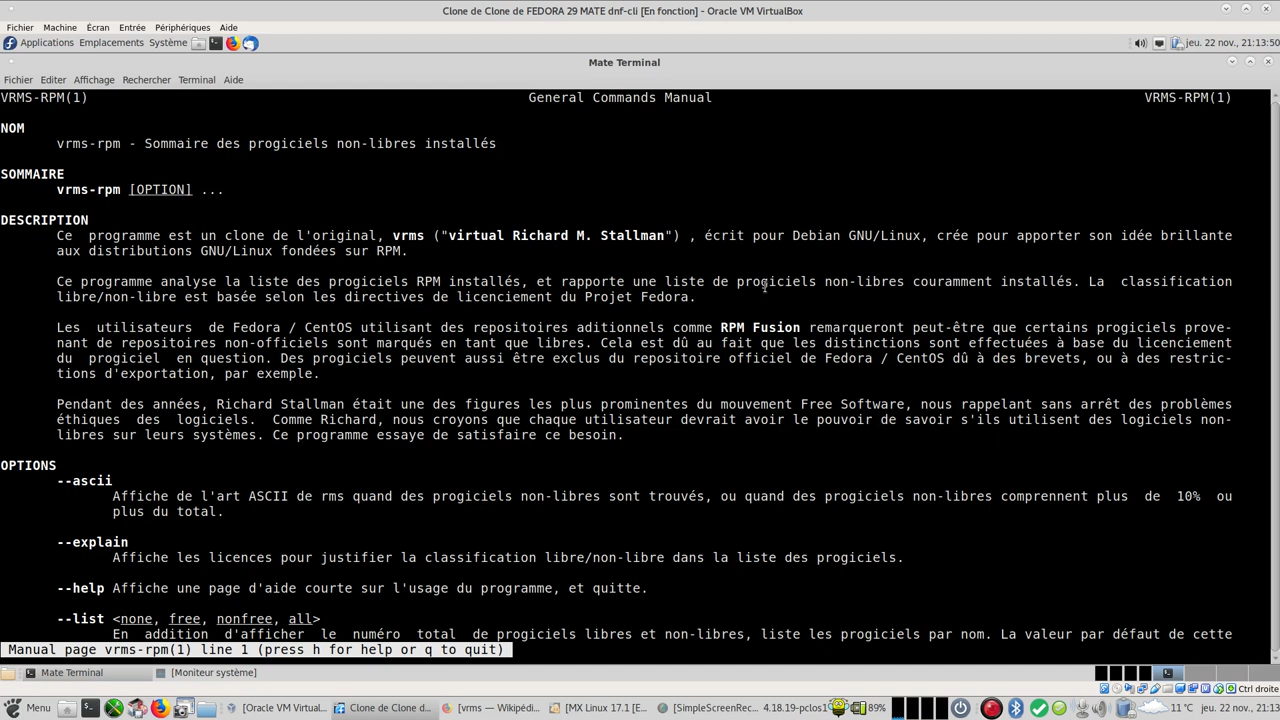 Clone de Clone de FEDORA 29 MATE dnf-cli [En fonction] - Oracle VM VirtualBox
Fichier Machine Écran Entrée Périphériques Aide
Applications Emplacements Système jeu. 22 nov., 21:13:50
Mate Terminal
Fichier Editer Affichage Rechercher Terminal Aide
VRMS-RPM(1) General Commands Manual VRMS-RPM(1)
NOM
vrms-rpm - Sommaire des progiciels non-libres installés
SOMMAIRE
vrms-rpm [OPTION] ...
DESCRIPTION
Ce programme est un clone de l'original, vrms ("virtual Richard M. Stallman") , écrit pour Debian GNU/Linux, crée pour apporter son idée brillante
aux distributions GNU/Linux fondées sur RPM.
Ce programme analyse la liste des progiciels RPM installés, et rapporte une liste de progiciels non-libres couramment installés. La classification
libre/non-libre est basée selon les directives de licenciement du Projet Fedora.
Les utilisateurs de Fedora / CentOS utilisant des repositoires aditionnels comme RPM Fusion remarqueront peut-être que certains progiciels prove-
nant de repositoires non-officiels sont marqués en tant que libres. Cela est dû au fait que les distinctions sont effectuées à base du licenciement
du progiciel en question. Des progiciels peuvent aussi être exclus du repositoire officiel de Fedora / CentOS dû à des brevets, ou à des restric-
tions d'exportation, par exemple.
Pendant des années, Richard Stallman était une des figures les plus prominentes du mouvement Free Software, nous rappelant sans arrêt des problèmes
éthiques des logiciels. Comme Richard, nous croyons que chaque utilisateur devrait avoir le pouvoir de savoir s'ils utilisent des logiciels non-
libres sur leurs systèmes. Ce programme essaye de satisfaire ce besoin.
OPTIONS
--ascii
Affiche de l'art ASCII de rms quand des progiciels non-libres sont trouvés, ou quand des progiciels non-libres comprennent plus de 10% ou
plus du total.
--explain
Affiche les licences pour justifier la classification libre/non-libre dans la liste des progiciels.
--help Affiche une page d'aide courte sur l'usage du programme, et quitte.
--list <none, free, nonfree, all>
En addition d'afficher le numéro total de progiciels libres et non-libres, liste les progiciels par nom. La valeur par défaut de cette
Manual page vrms-rpm(1) line 1 (press h for help or q to quit)
Mate Terminal [Moniteur système]
Ctrl droite
Menu [Oracle VM Virtual... Clone de Clone de [vrms — Wikipédi... [MX Linux 17.1 [E... [SimpleScreenRec... 4.18.19-pclos1 89% 11 °C jeu. 22 nov., 21:13